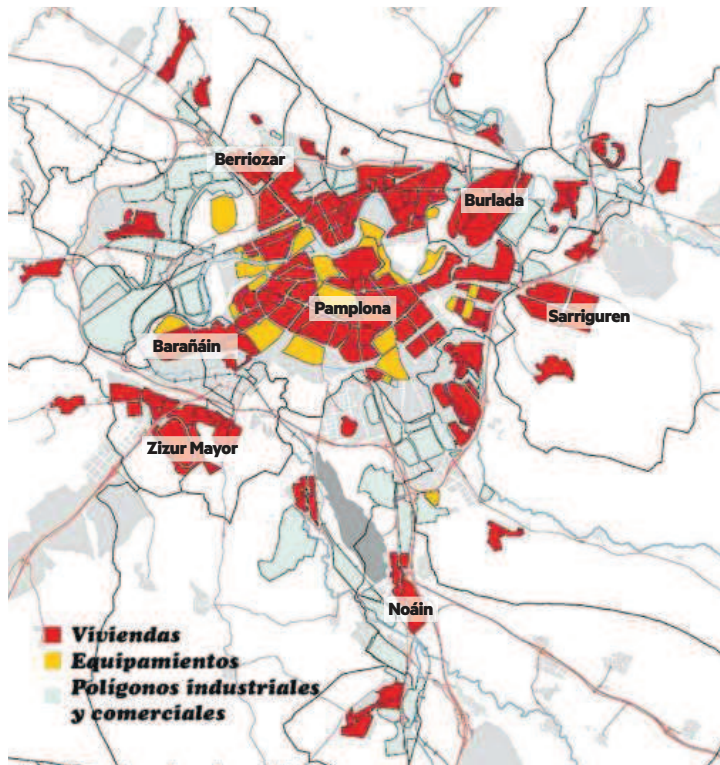 Berriozar
Burlada
Pamplona
Sarriguren
Barañáin
Zizur Mayor
Noáin
Viviendas
Equipamientos
Polígonos industriales
y comerciales